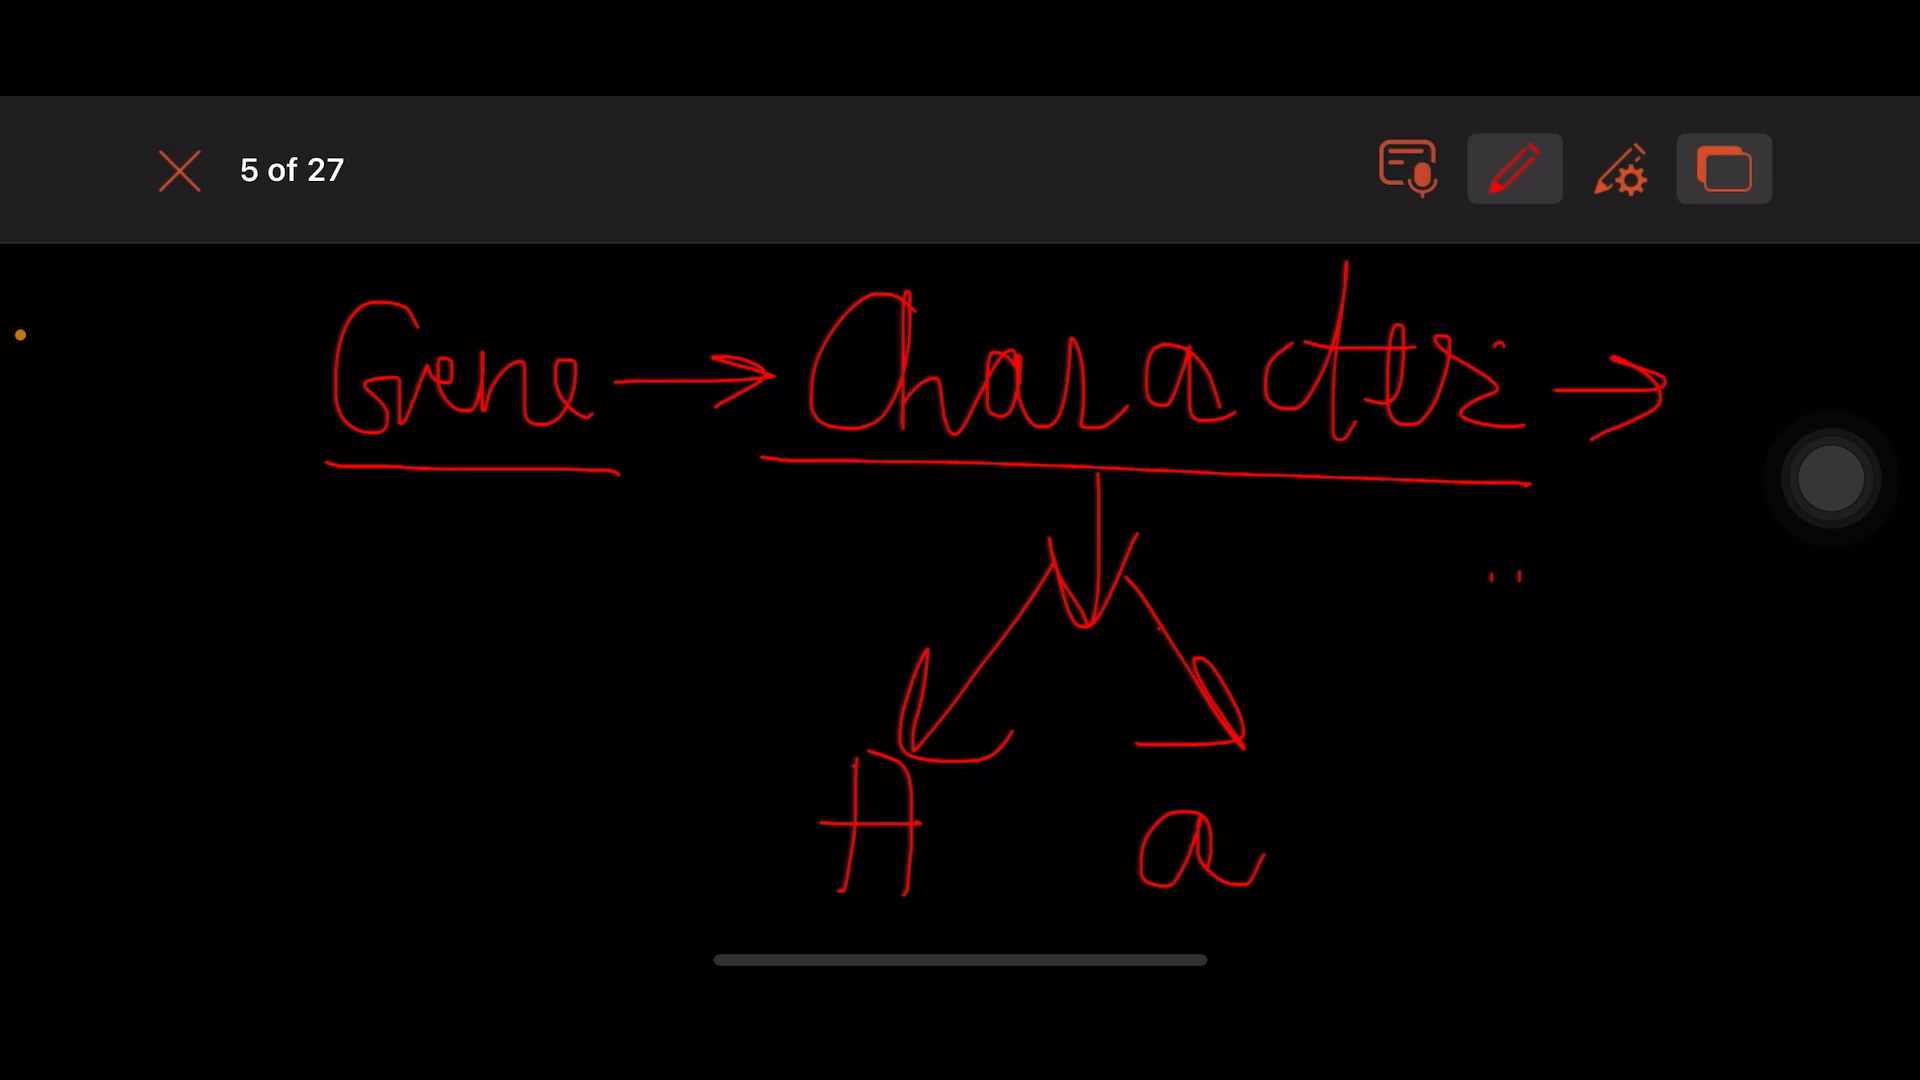 5 of 27
Gene → Character →
A a